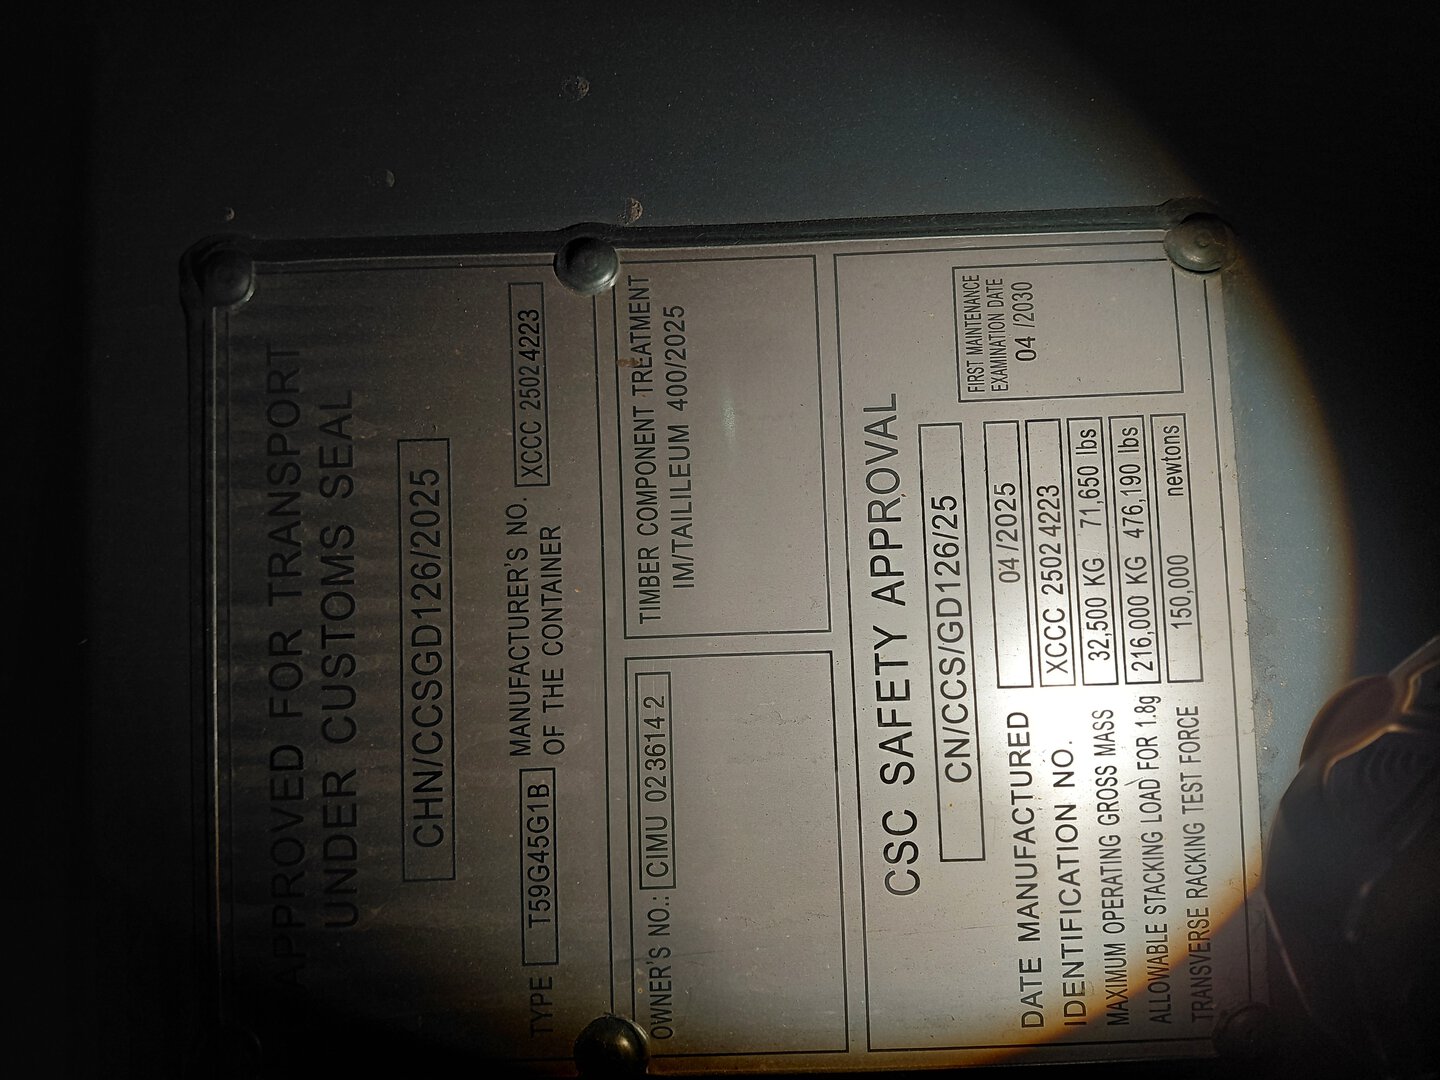 APPROVED FOR TRANSPORT
UNDER CUSTOMS SEAL
CHN/CCSGD126/2025
TYPE T59G45G1B MANUFACTURER'S NO. OF THE CONTAINER XCCC 2502 4223
OWNER'S NO.: CIMU 023614 2
TIMBER COMPONENT TREATMENT
IM/TAILILEUM 400/2025
CSC SAFETY APPROVAL
CN/CCS/GD126/25
FIRST MAINTENANCE
EXAMINATION DATE
04 /2030
DATE MANUFACTURED 04/2025
IDENTIFICATION NO. XCCC 2502 4223
MAXIMUM OPERATING GROSS MASS 32,500 KG 71,650 lbs
ALLOWABLE STACKING LOAD FOR 1.8g 216,000 KG 476,190 lbs
TRANSVERSE RACKING TEST FORCE 150,000 newtons